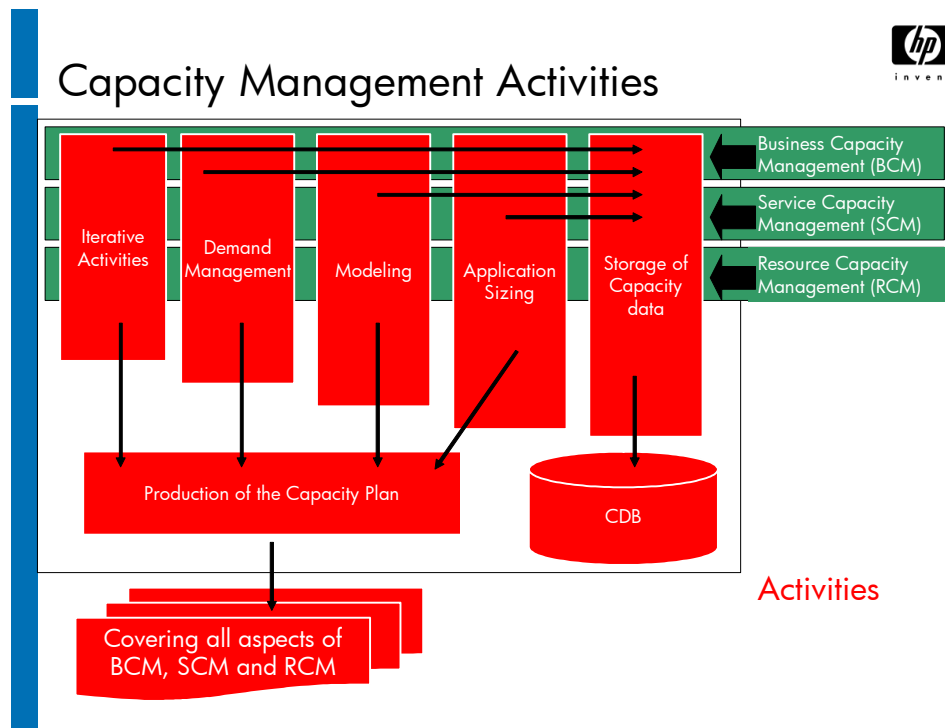 hp
i n v e n
Capacity Management Activities
Business Capacity
Management (BCM)
Service Capacity
Management (SCM)
Resource Capacity
Management (RCM)
Iterative
Activities
Demand
Management
Modeling
Application
Sizing
Storage of
Capacity
data
Production of the Capacity Plan
CDB
Activities
Covering all aspects of
BCM, SCM and RCM